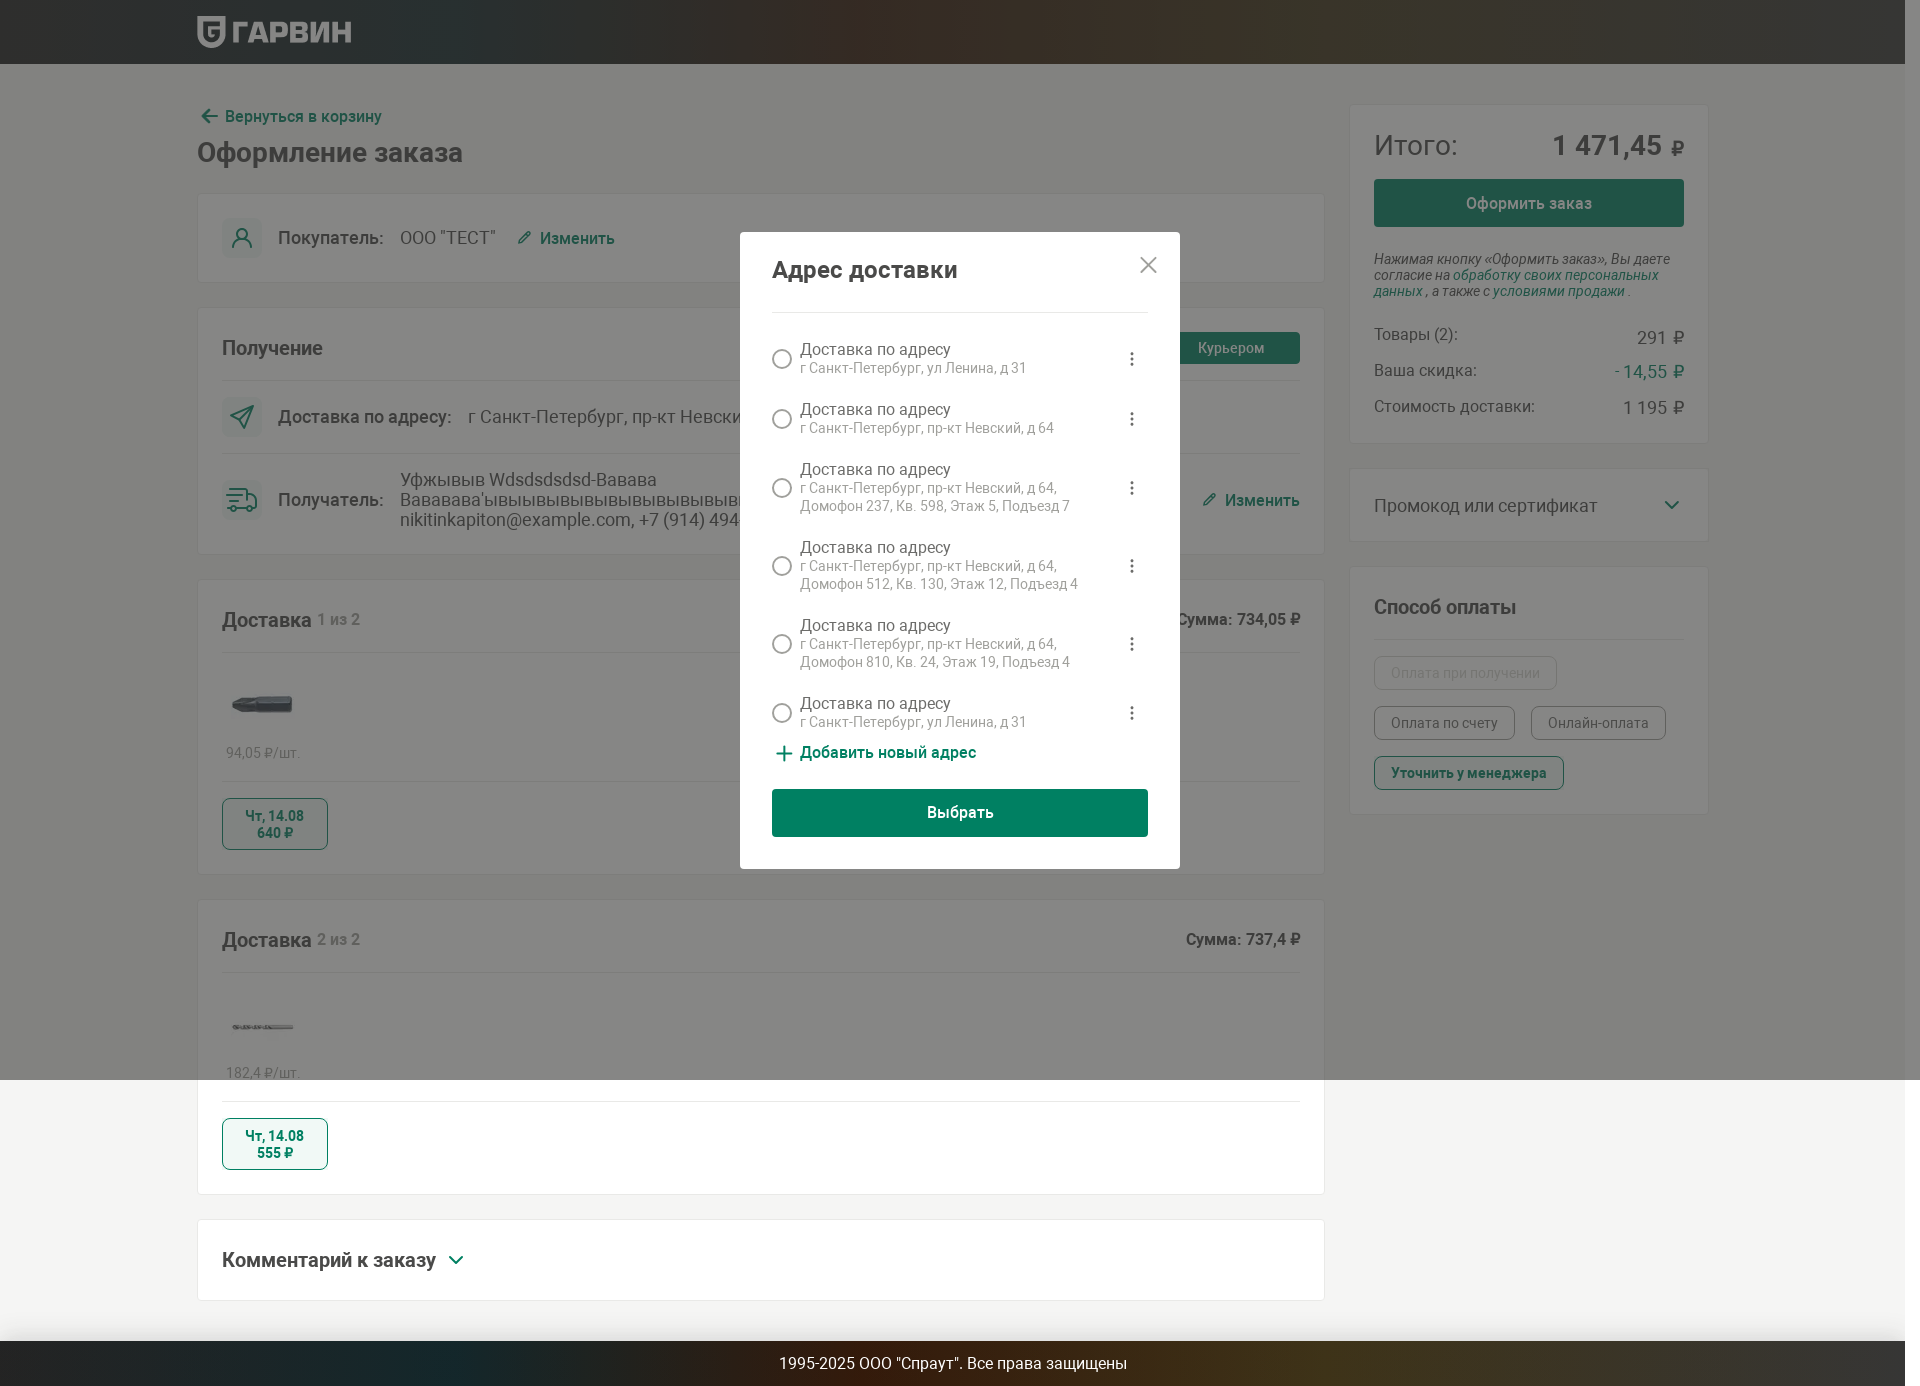 ГАРВИН
Вернуться в корзину
Оформление заказа
Покупатель: ООО "ТЕСТ" Изменить
Получение
Курьером
Доставка по адресу: г Санкт-Петербург, пр-кт
Получатель:
Уфжывыв Wdsdsdsdsd-Вавава
nikitinkapiton@example.com, +7 (914)
Изменить
Доставка 1 из 2
Сумма: 734,05 ₽
94,05 ₽/шт.
Чт, 14.08
640 ₽
Доставка 2 из 2
Сумма: 737,4 ₽
182,4 ₽/шт.
Чт, 14.08
555 ₽
Комментарий к заказу
Адрес доставки
Доставка по адресу
г Санкт-Петербург, ул Ленина, д 31
Доставка по адресу
г Санкт-Петербург, пр-кт Невский, д 64
Доставка по адресу
г Санкт-Петербург, пр-кт Невский, д 64,
Домофон 237, Кв. 598, Этаж 5, Подъезд 7
Доставка по адресу
г Санкт-Петербург, пр-кт Невский, д 64,
Домофон 512, Кв. 130, Этаж 12, Подъезд 4
Доставка по адресу
г Санкт-Петербург, пр-кт Невский, д 64,
Домофон 810, Кв. 24, Этаж 19, Подъезд 4
Доставка по адресу
г Санкт-Петербург, ул Ленина, д 31
Добавить новый адрес
Выбрать
Итого: 1 471,45 ₽
Оформить заказ
Нажимая кнопку «Оформить заказ», Вы даете
согласие на обработку своих персональных
данных , а также с условиями продажи .
Товары (2): 291 ₽
Ваша скидка: - 14,55 ₽
Стоимость доставки: 1 195 ₽
Промокод или сертификат
Способ оплаты
Оплата при получении
Оплата по счету Онлайн-оплата
Уточнить у менеджера
1995-2025 ООО "Спраут". Все права защищены